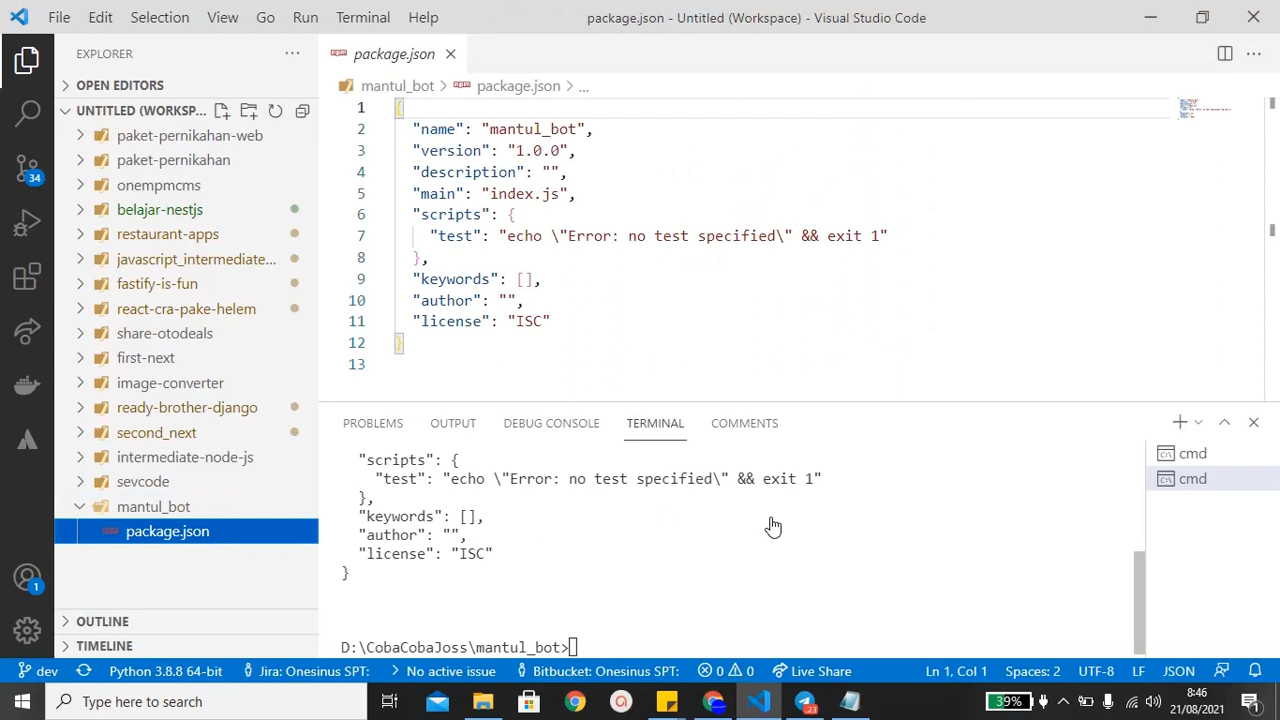 File Edit Selection View Go Run Terminal Help package.json - Untitled (Workspace) - Visual Studio Code
EXPLORER
OPEN EDITORS
UNTITLED (WORKSP...
paket-pernikahan-web
paket-pernikahan
onempmcms
belajar-nestjs
restaurant-apps
javascript_intermediate...
fastify-is-fun
react-cra-pake-helem
share-otodeals
first-next
image-converter
ready-brother-django
second_next
intermediate-node-js
sevcode
mantul_bot
package.json
OUTLINE
TIMELINE
34
1
package.json
mantul_bot > package.json > ...
1 {
2 "name": "mantul_bot",
3 "version": "1.0.0",
4 "description": "",
5 "main": "index.js",
6 "scripts": {
7 "test": "echo \"Error: no test specified\" && exit 1"
8 },
9 "keywords": [],
10 "author": "",
11 "license": "ISC"
12 }
13
PROBLEMS OUTPUT DEBUG CONSOLE TERMINAL COMMENTS
"scripts": {
"test": "echo \"Error: no test specified\" && exit 1"
},
"keywords": [],
"author": "",
"license": "ISC"
}
D:\CobaCobaJoss\mantul_bot>
cmd
cmd
dev Python 3.8.8 64-bit Jira: Onesinus SPT: No active issue Bitbucket: Onesinus SPT: 0 0 Live Share Ln 1, Col 1 Spaces: 2 UTF-8 LF JSON
Type here to search
23
39%
8:46
21/08/2021
1